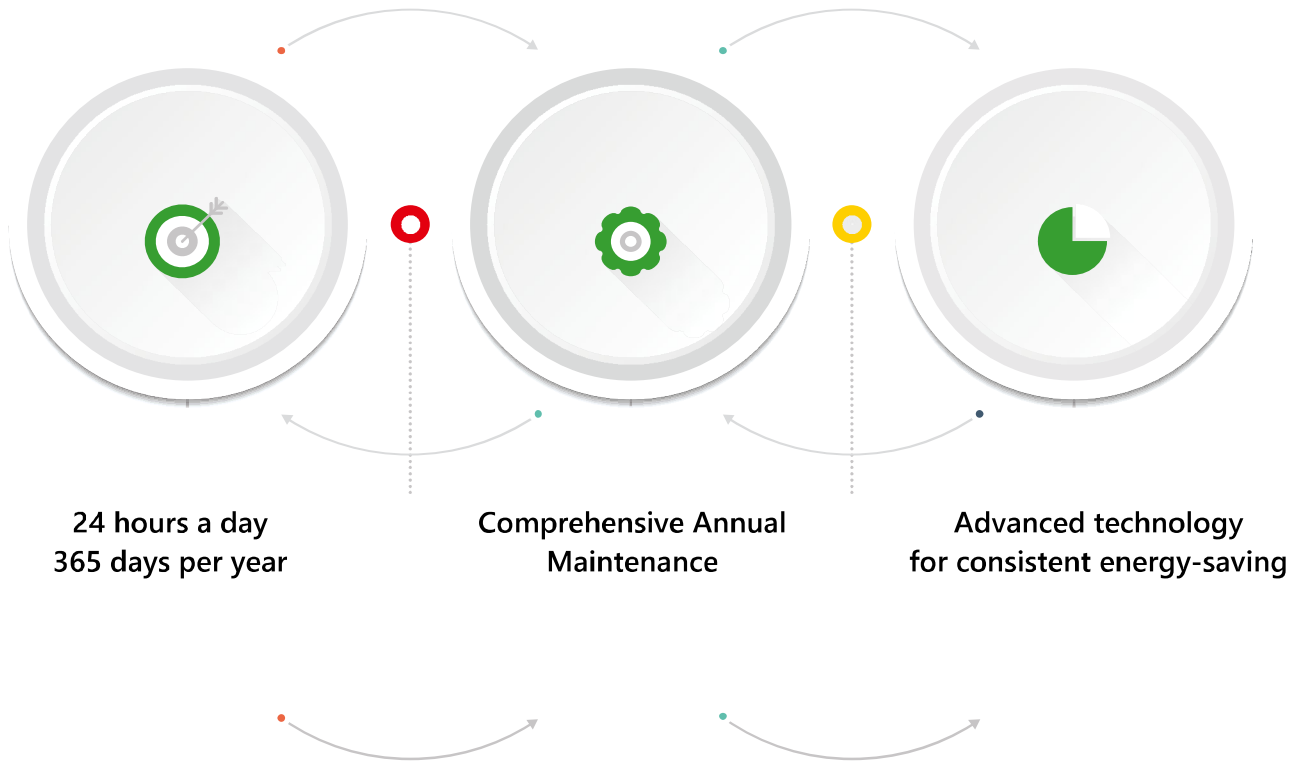 24 hours a day
365 days per year
Comprehensive Annual
Maintenance
Advanced technology
for consistent energy-saving